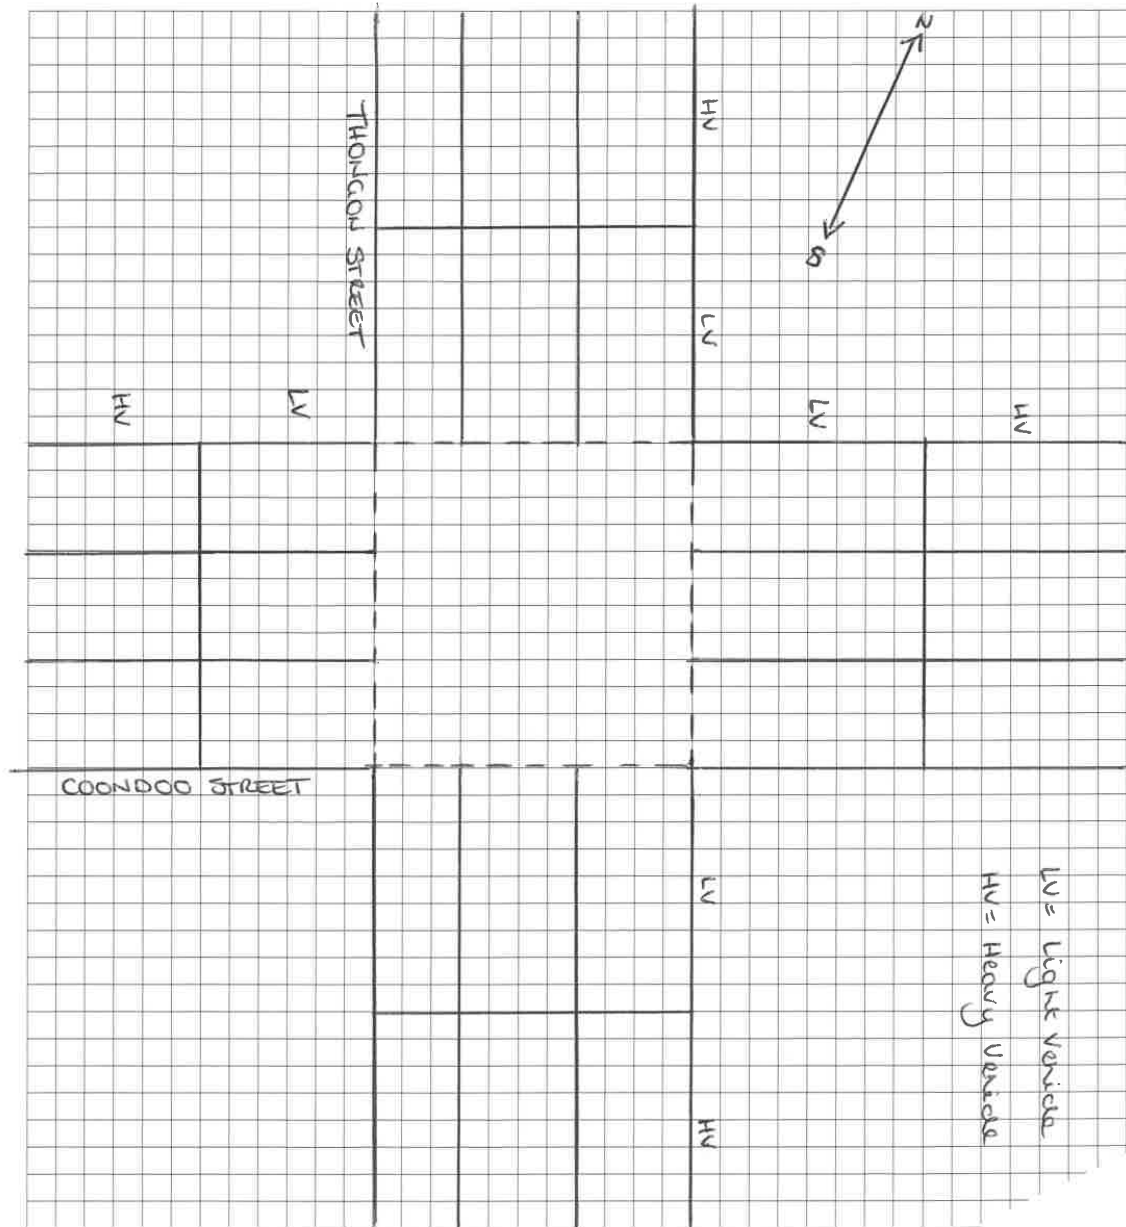 N
S
THONGON STREET
HV
LV
HV
LV
LV
HV
COONDOO STREET
LV
HV
LV = Light Vehicle
HV = Heavy Vehicle